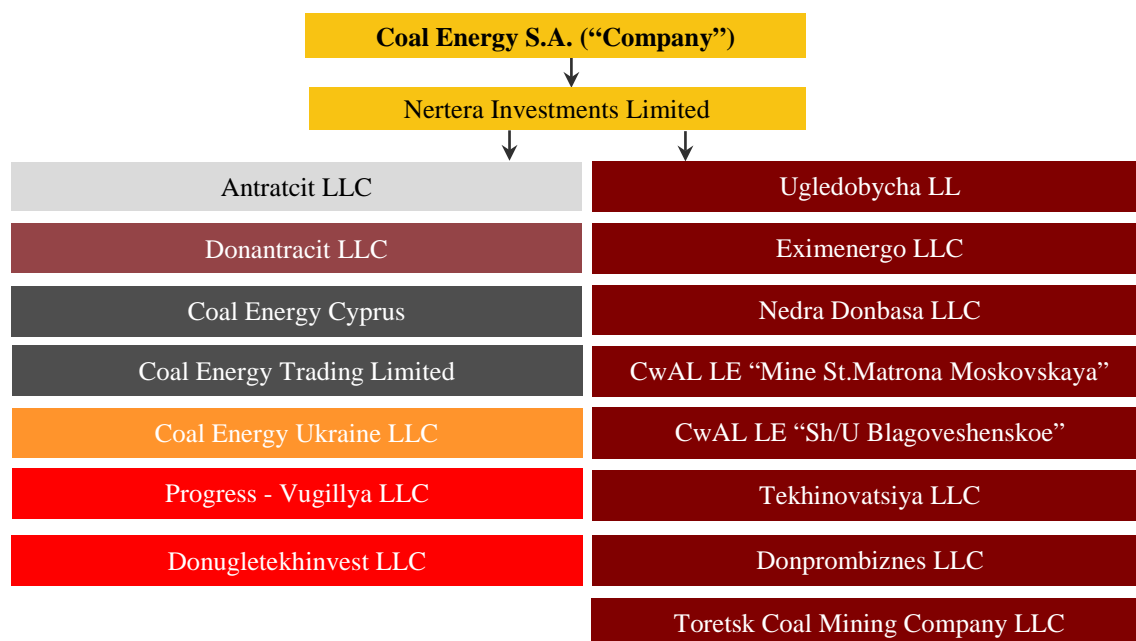 Coal Energy S.A. (“Company”)
Nertera Investments Limited
Antratcit LLC
Donantracit LLC
Coal Energy Cyprus
Coal Energy Trading Limited
Coal Energy Ukraine LLC
Progress - Vugillya LLC
Donugletekhinvest LLC
Ugledobycha LL
Eximenergo LLC
Nedra Donbasa LLC
CwAL LE “Mine St.Matrona Moskovskaya”
CwAL LE “Sh/U Blagoveshenskoe”
Tekhinovatsiya LLC
Donprombiznes LLC
Toretsk Coal Mining Company LLC